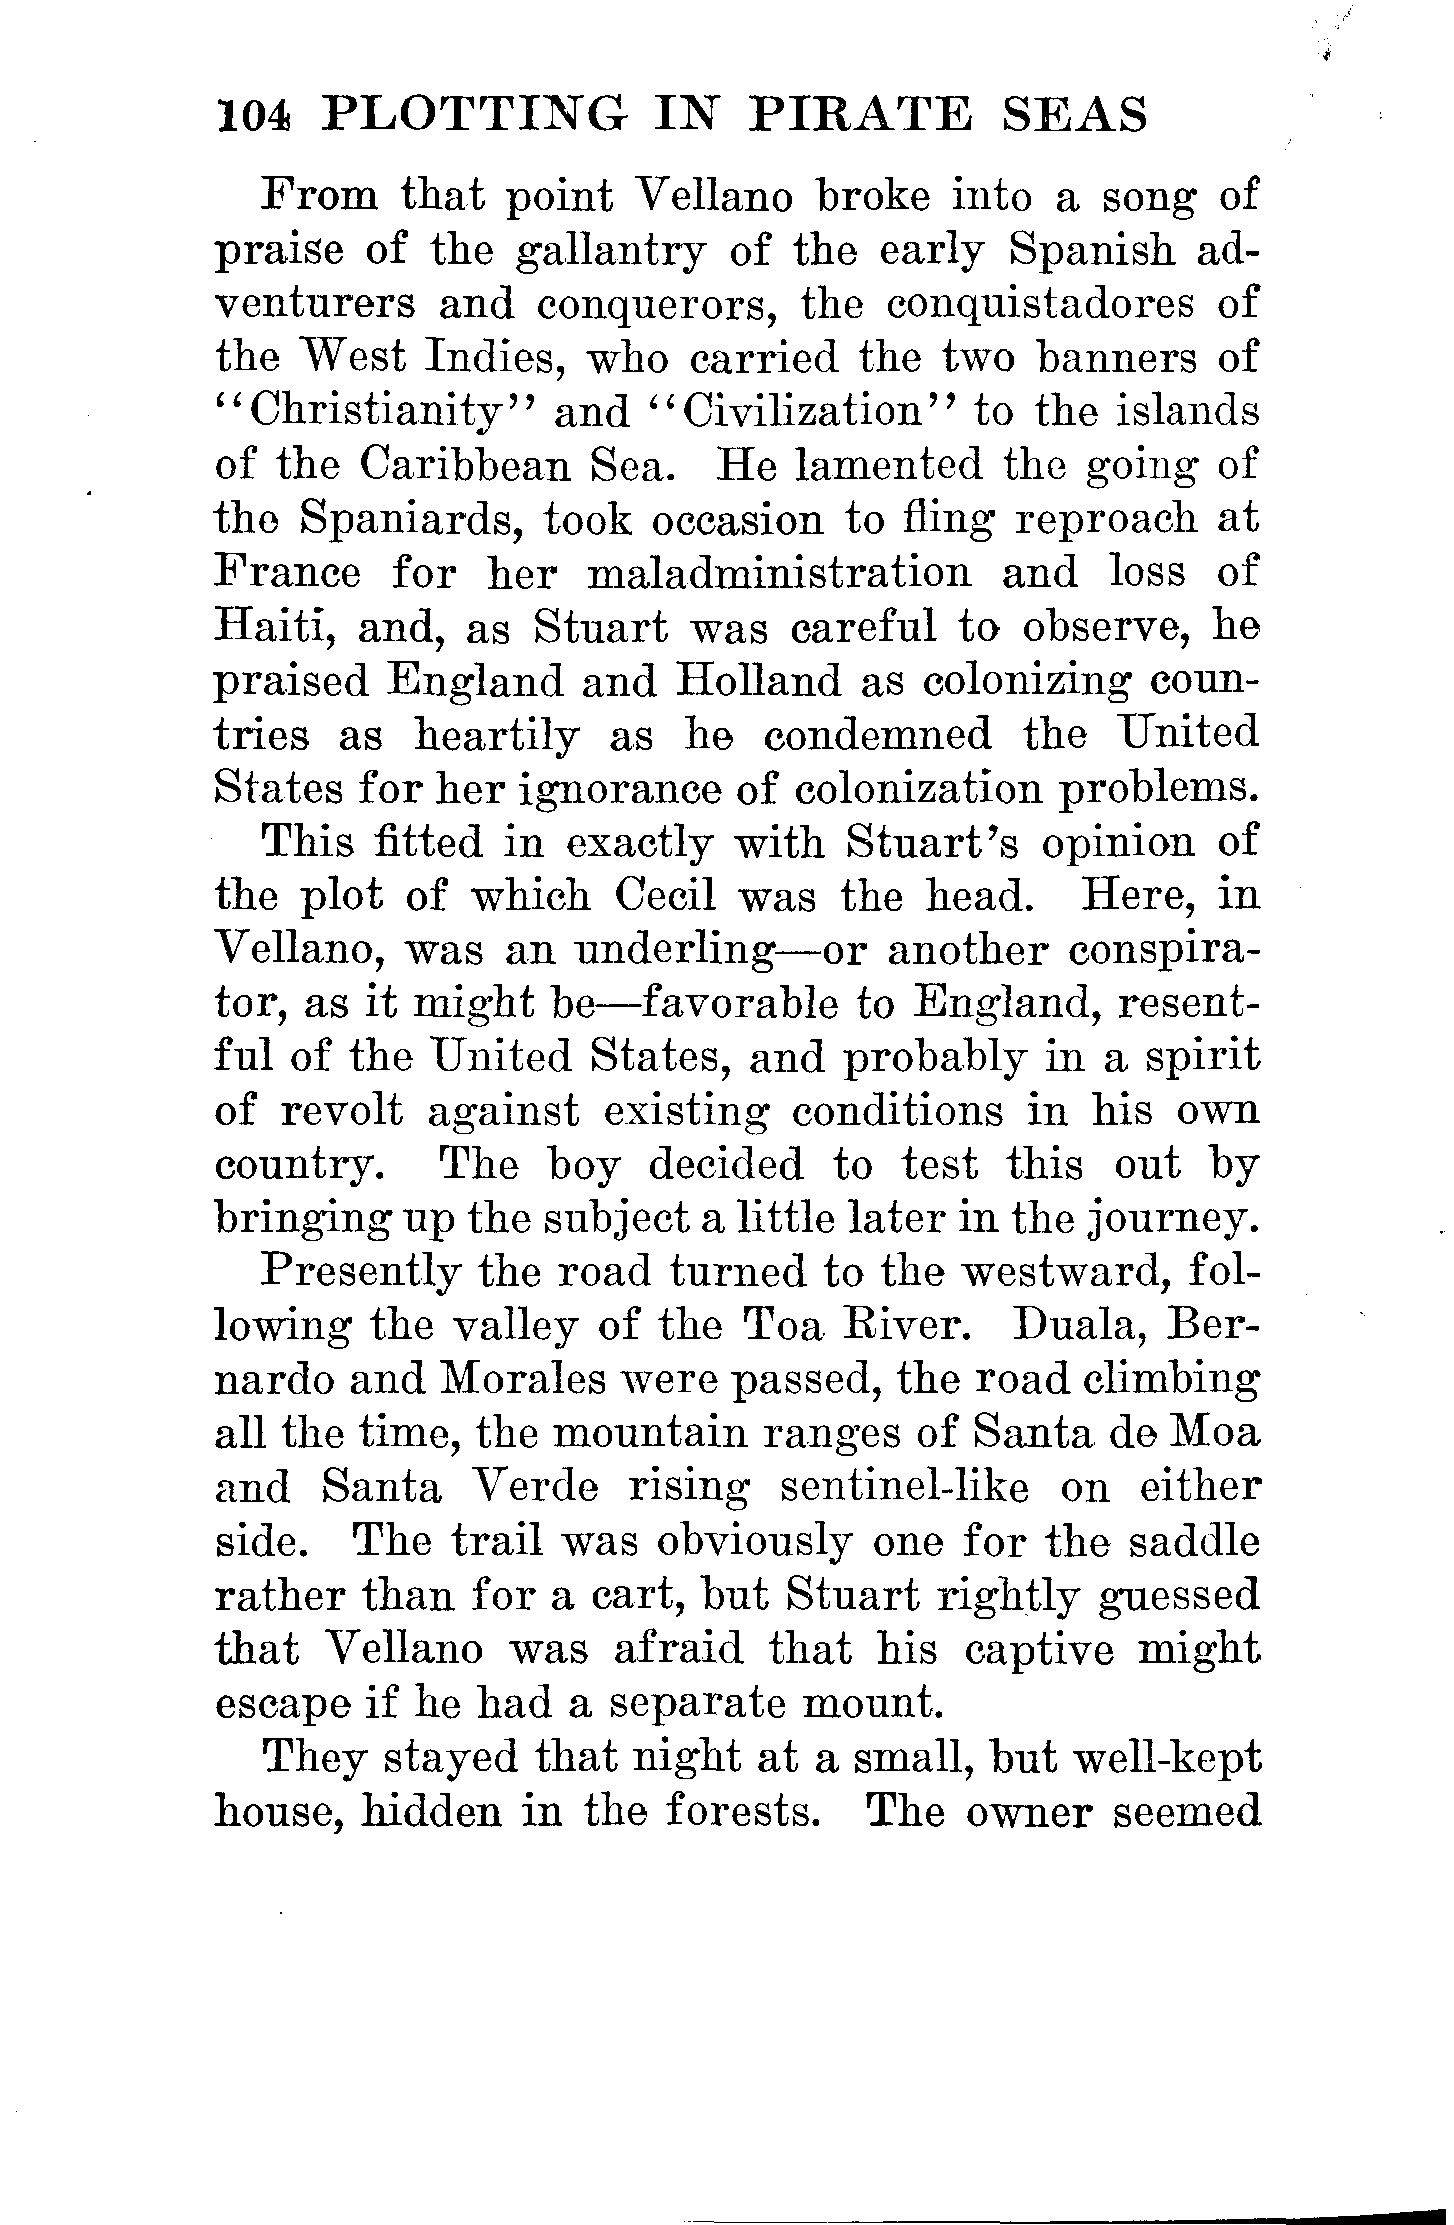 104 PLOTTING IN PIRATE SEAS
From that point Vellano broke into a song of
praise of the gallantry of the early Spanish ad-
venturers and conquerors, the conquistadores of
the West Indies, who carried the two banners of
“Christianity” and “Civilization” to the islands
of the Caribbean Sea. He lamented the going of
the Spaniards, took occasion to fling reproach at
France for her maladministration and loss of
Haiti, and, as Stuart was careful to observe, he
praised England and Holland as colonizing coun-
tries as heartily as he condemned the United
States for her ignorance of colonization problems.
This fitted in exactly with Stuart’s opinion of
the plot of which Cecil was the head. Here, in
Vellano, was an underling—or another conspira-
tor, as it might be—favorable to England, resent-
ful of the United States, and probably in a spirit
of revolt against existing conditions in his own
country. The boy decided to test this out by
bringing up the subject a little later in the journey.
Presently the road turned to the westward, fol-
lowing the valley of the Toa River. Duala, Ber-
nardo and Morales were passed, the road climbing
all the time, the mountain ranges of Santa de Moa
and Santa Verde rising sentinel-like on either
side. The trail was obviously one for the saddle
rather than for a cart, but Stuart rightly guessed
that Vellano was afraid that his captive might
escape if he had a separate mount.
They stayed that night at a small, but well-kept
house, hidden in the forests. The owner seemed